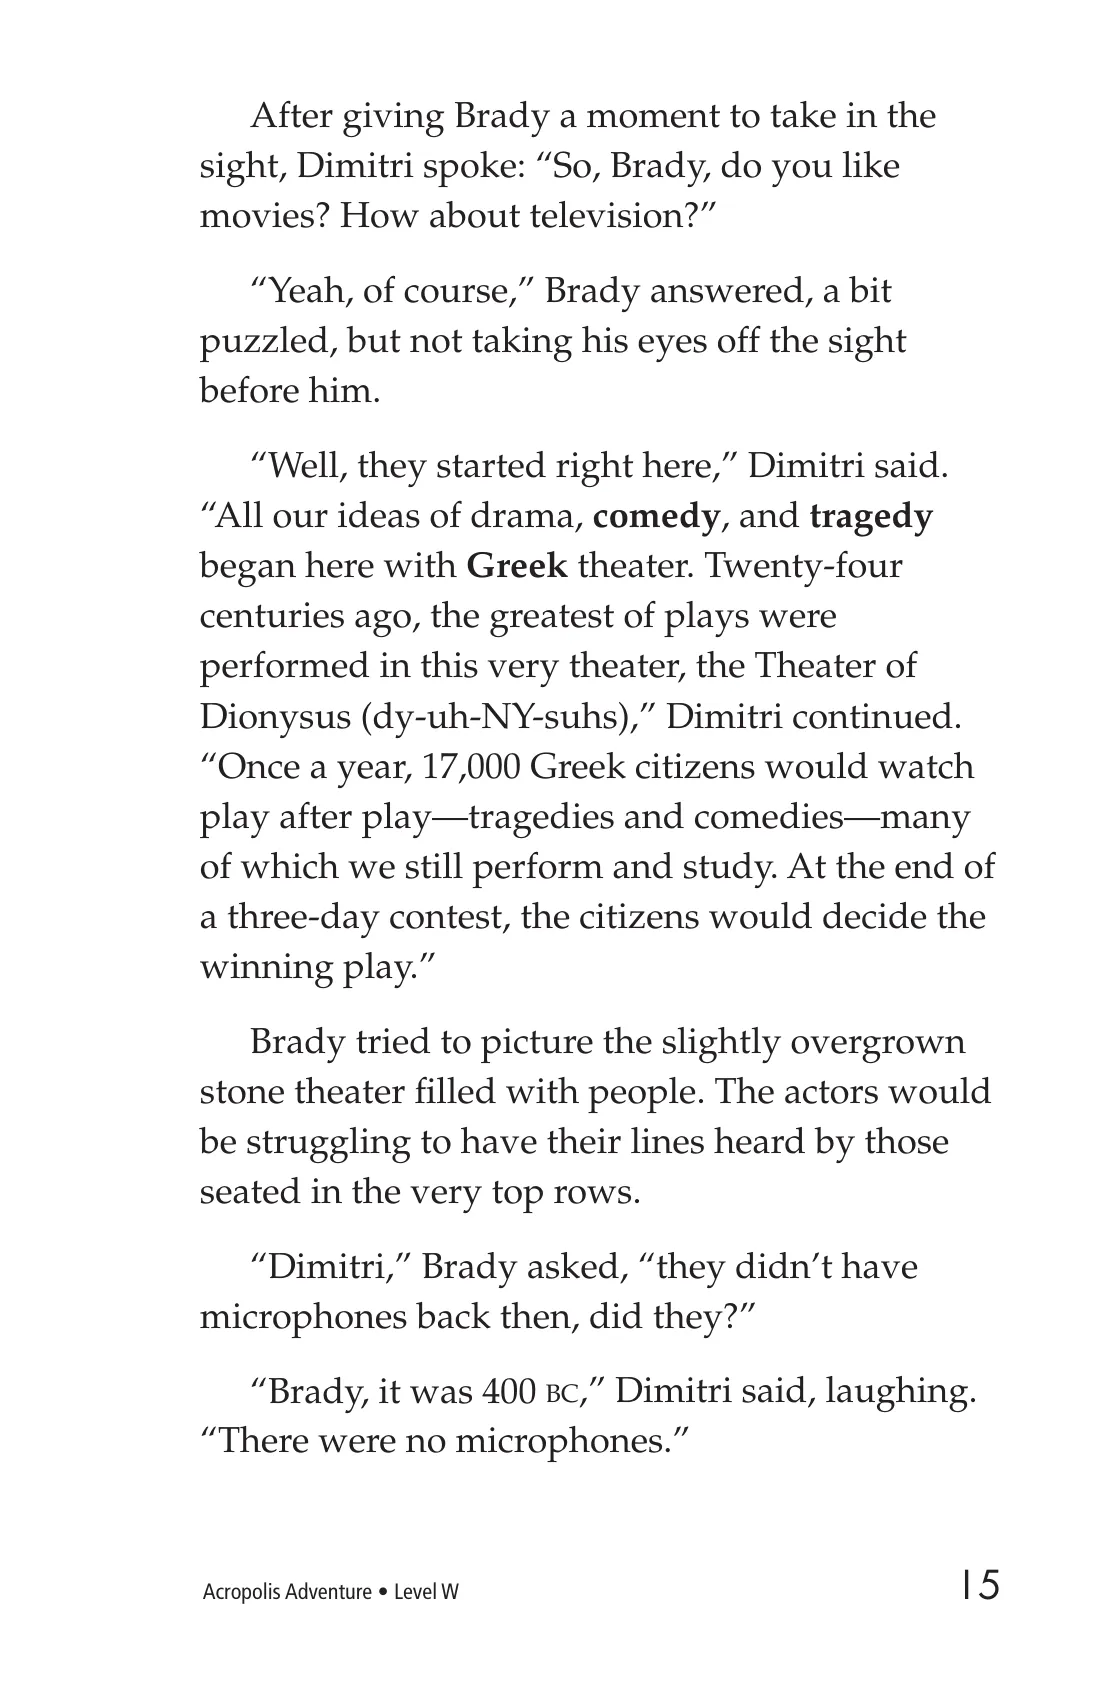 After giving Brady a moment to take in the
sight, Dimitri spoke: “So, Brady, do you like
movies? How about television?”
“Yeah, of course,” Brady answered, a bit
puzzled, but not taking his eyes off the sight
before him.
“Well, they started right here,” Dimitri said.
“All our ideas of drama, comedy, and tragedy
began here with Greek theater. Twenty-four
centuries ago, the greatest of plays were
performed in this very theater, the Theater of
Dionysus (dy-uh-NY-suhs),” Dimitri continued.
“Once a year, 17,000 Greek citizens would watch
play after play—tragedies and comedies—many
of which we still perform and study. At the end of
a three-day contest, the citizens would decide the
winning play.”
Brady tried to picture the slightly overgrown
stone theater filled with people. The actors would
be struggling to have their lines heard by those
seated in the very top rows.
“Dimitri,” Brady asked, “they didn’t have
microphones back then, did they?”
“Brady, it was 400 BC,” Dimitri said, laughing.
“There were no microphones.”
Acropolis Adventure • Level W
15